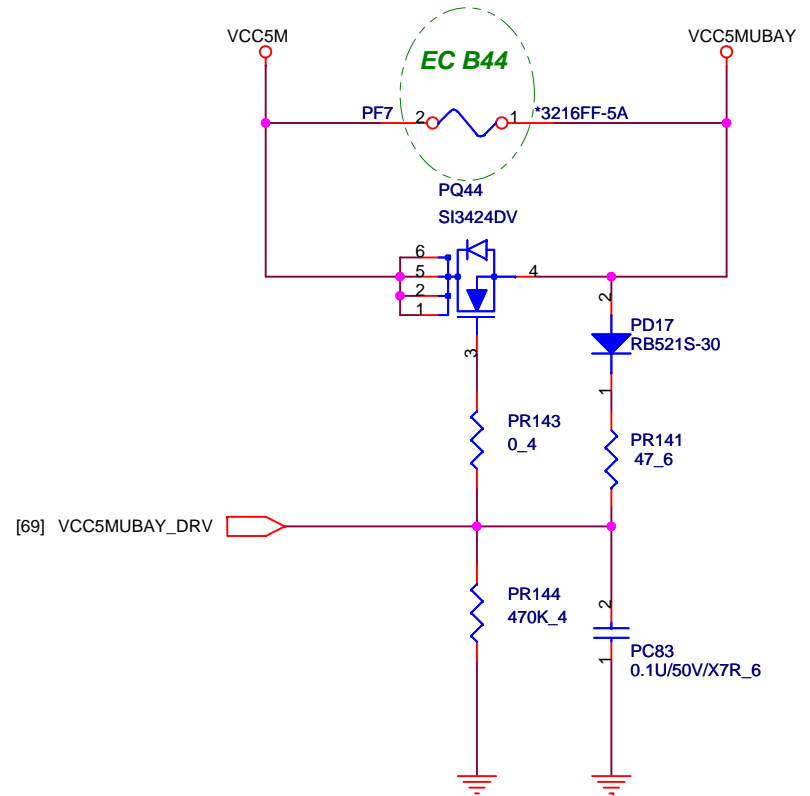 VCC5M
VCC5MUBAY
EC B44
PF7
2
1
*3216FF-5A
PQ44
SI3424DV
6
5
2
1
4
3
2
PD17
RB521S-30
1
PR143
0_4
PR141
47_6
[69] VCC5MUBAY_DRV
PR144
470K_4
2
PC83
0.1U/50V/X7R_6
1